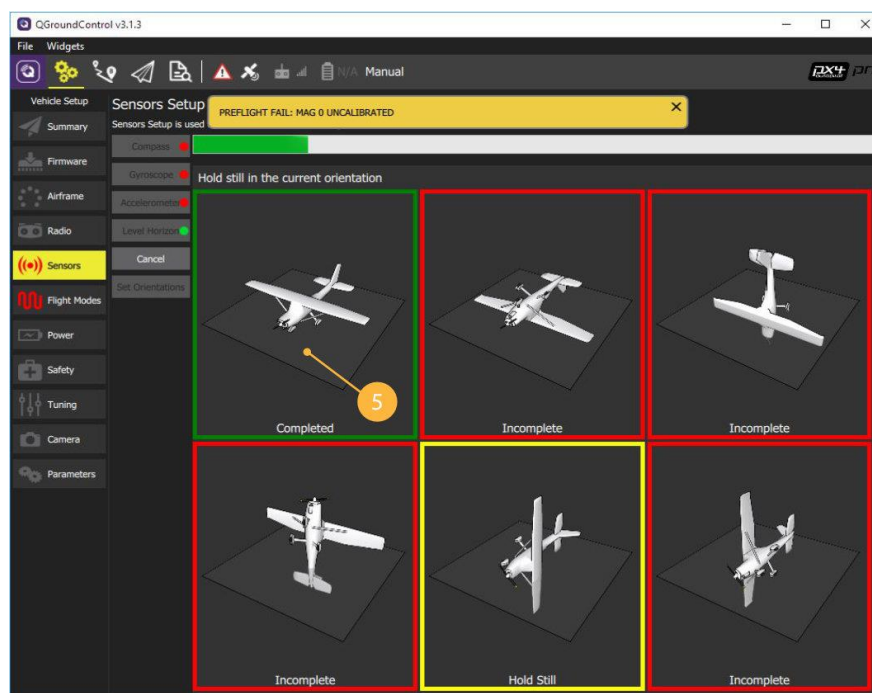 QGroundControl v3.1.3
File Widgets
N/A Manual
px4 pro
Vehicle Setup
Summary
Firmware
Airframe
Radio
Sensors
Flight Modes
Power
Safety
Tuning
Camera
Parameters
Sensors Setup
Sensors Setup is used
PREFLIGHT FAIL: MAG 0 UNCALIBRATED
Compass
Gyroscope
Accelerometer
Level Horizon
Cancel
Set Orientations
Hold still in the current orientation
5
Completed
Incomplete
Incomplete
Incomplete
Hold Still
Incomplete